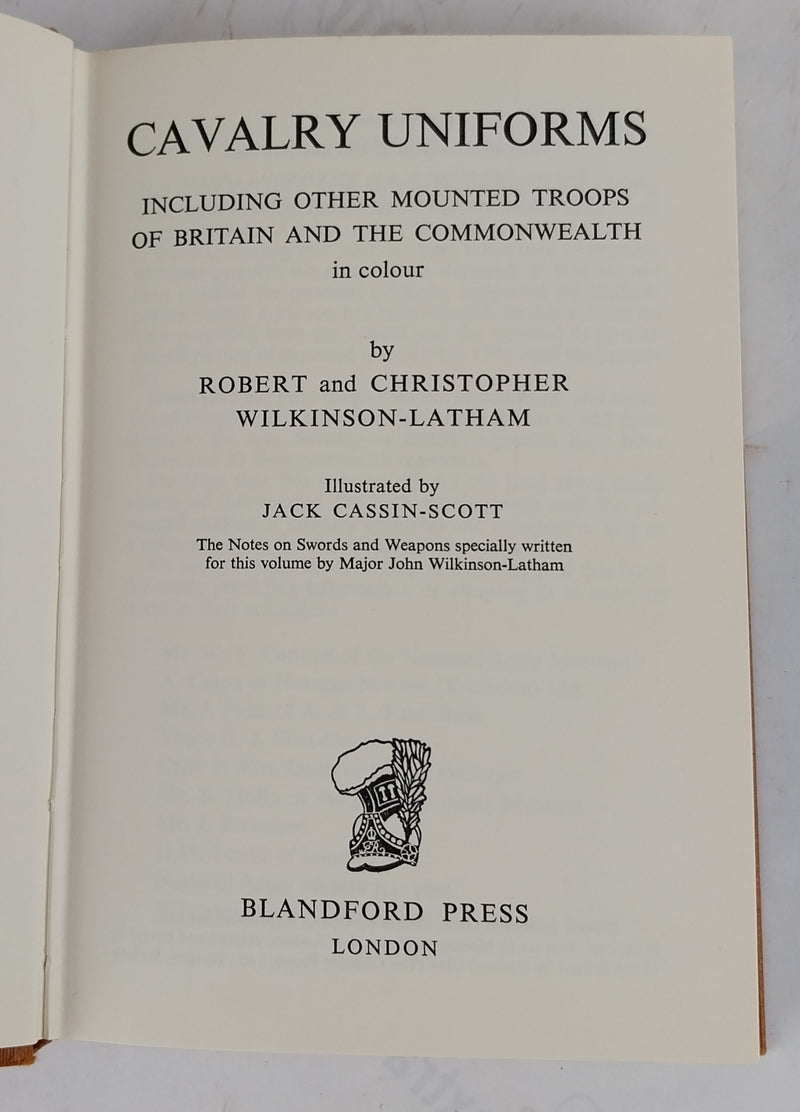 CAVALRY UNIFORMS
INCLUDING OTHER MOUNTED TROOPS
OF BRITAIN AND THE COMMONWEALTH
in colour
by
ROBERT and CHRISTOPHER
WILKINSON-LATHAM
Illustrated by
JACK CASSIN-SCOTT
The Notes on Swords and Weapons specially written
for this volume by Major John Wilkinson-Latham
BLANDFORD PRESS
LONDON